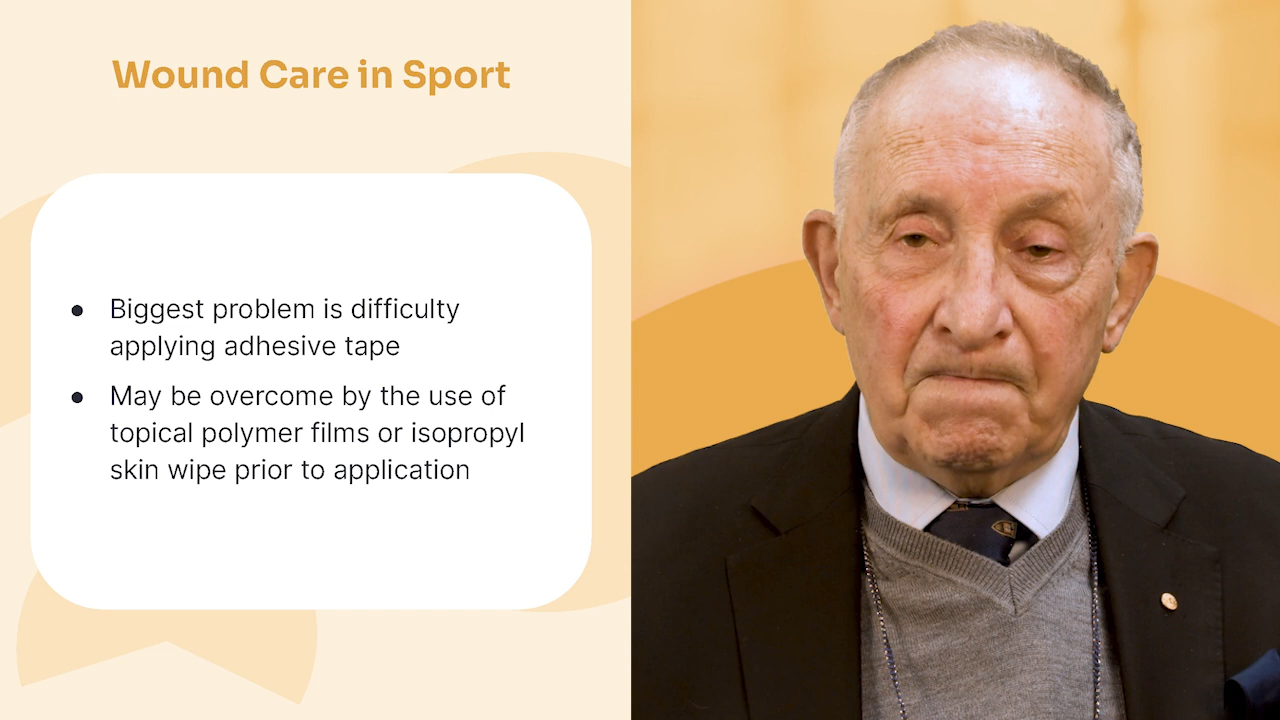 Wound Care in Sport
● Biggest problem is difficulty
applying adhesive tape
● May be overcome by the use of
topical polymer films or isopropyl
skin wipe prior to application